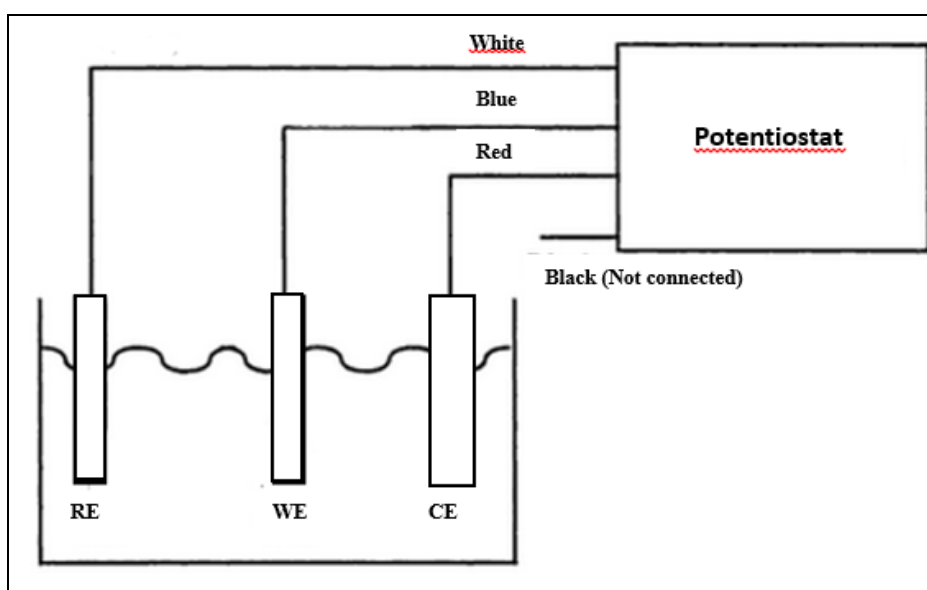 White
Blue
Potentiostat
Red
Black (Not connected)
RE
WE
CE